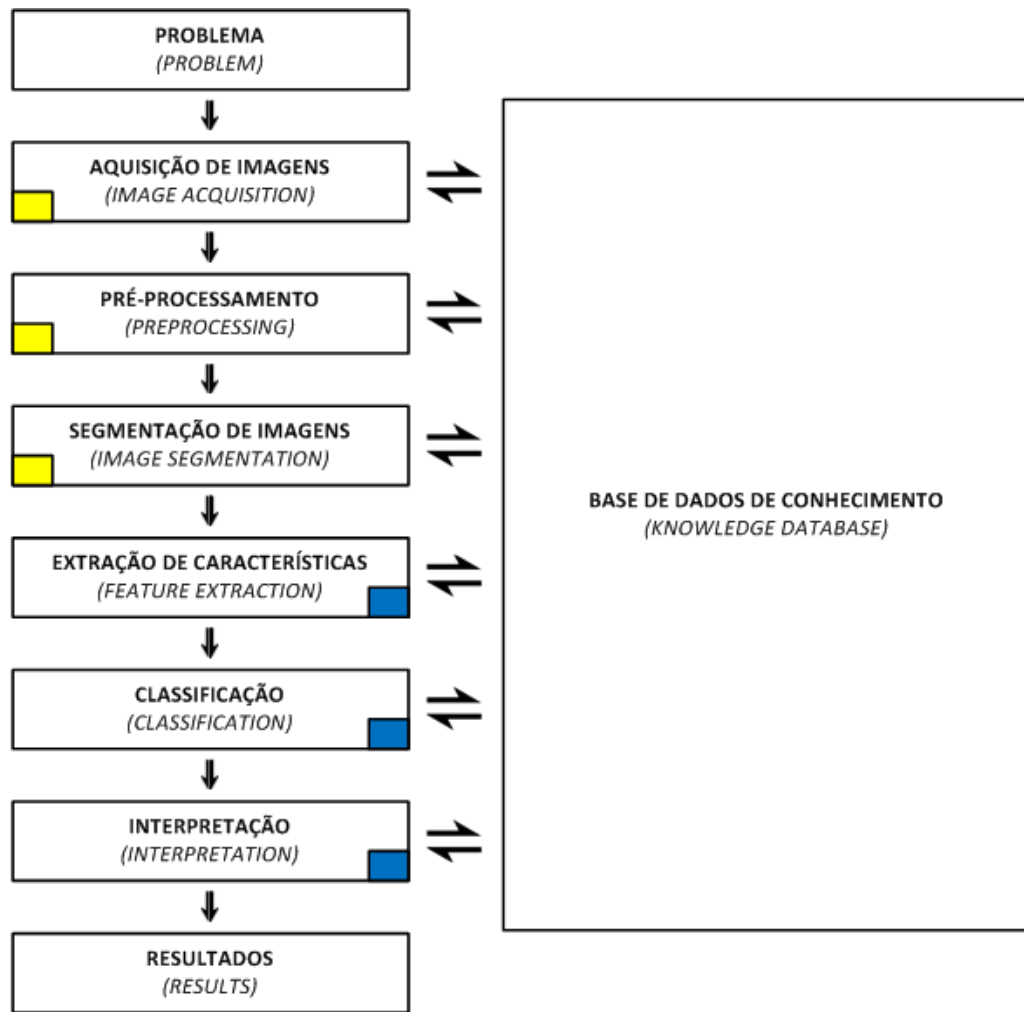 PROBLEMA
(PROBLEM)
AQUISIÇÃO DE IMAGENS
(IMAGE ACQUISITION)
PRÉ-PROCESSAMENTO
(PREPROCESSING)
SEGMENTAÇÃO DE IMAGENS
(IMAGE SEGMENTATION)
EXTRAÇÃO DE CARACTERÍSTICAS
(FEATURE EXTRACTION)
CLASSIFICAÇÃO
(CLASSIFICATION)
INTERPRETAÇÃO
(INTERPRETATION)
RESULTADOS
(RESULTS)
BASE DE DADOS DE CONHECIMENTO
(KNOWLEDGE DATABASE)